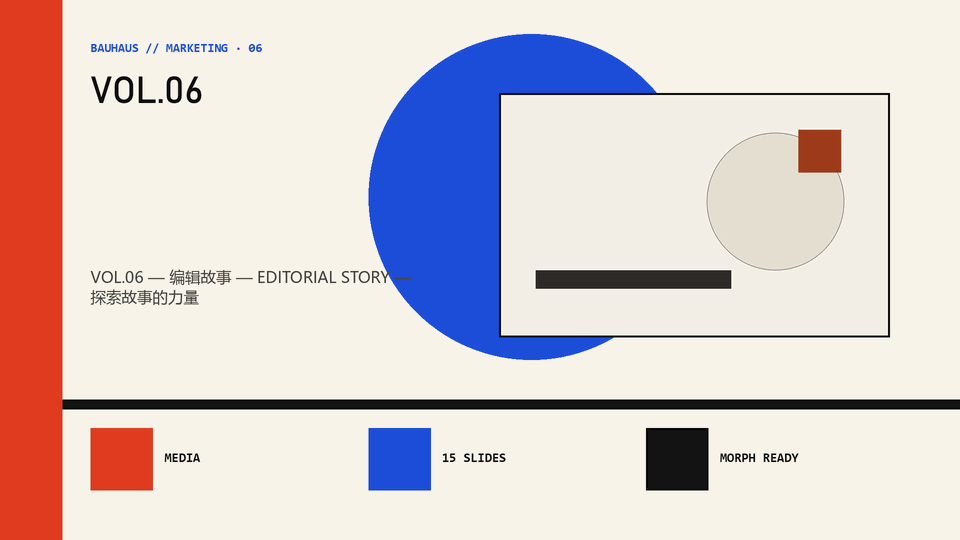 BAUHAUS // MARKETING · 06
VOL.06
VOL.06 — 编辑故事 — EDITORIAL STORY —
探索故事的力量
MEDIA
15 SLIDES
MORPH READY